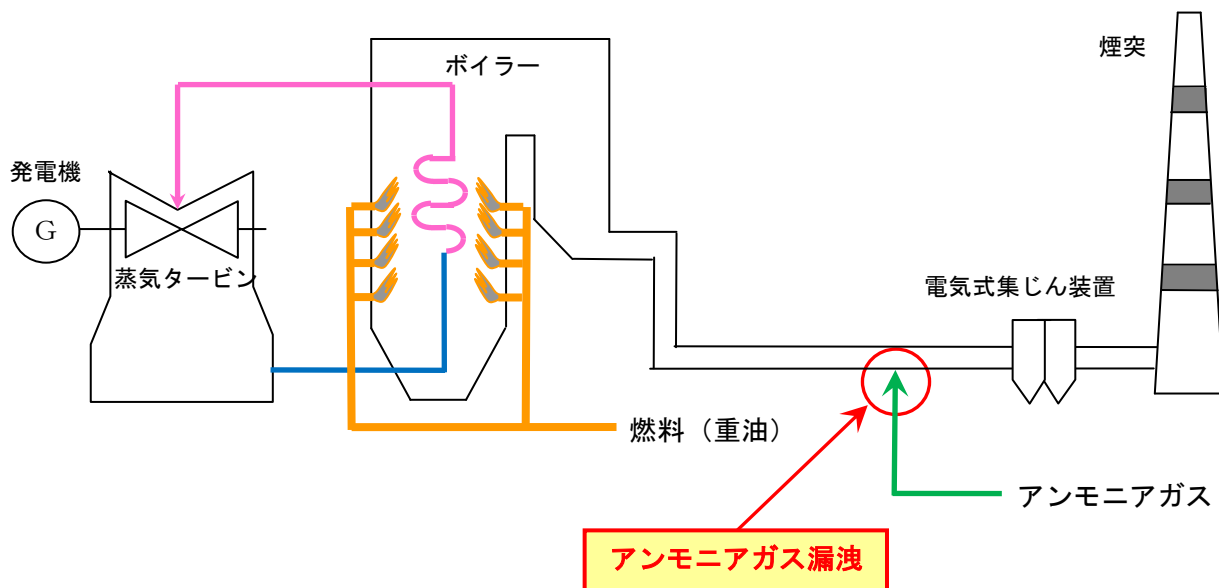 煙突
ボイラー
発電機
G
蒸気タービン
電気式集じん装置
燃料（重油）
アンモニアガス
アンモニアガス漏洩